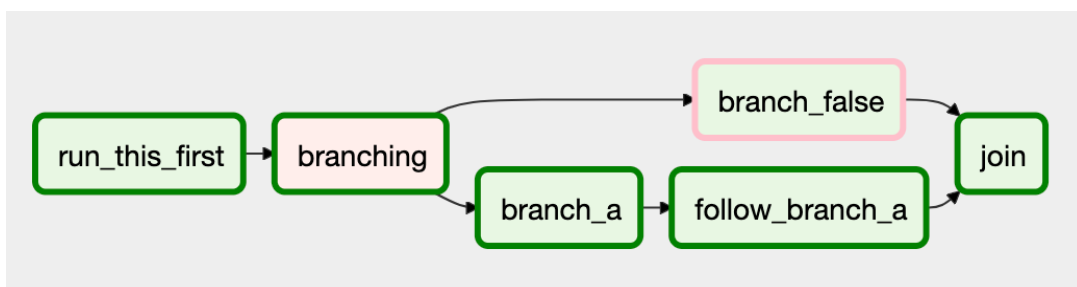 run_this_first
branching
branch_false
branch_a
follow_branch_a
join